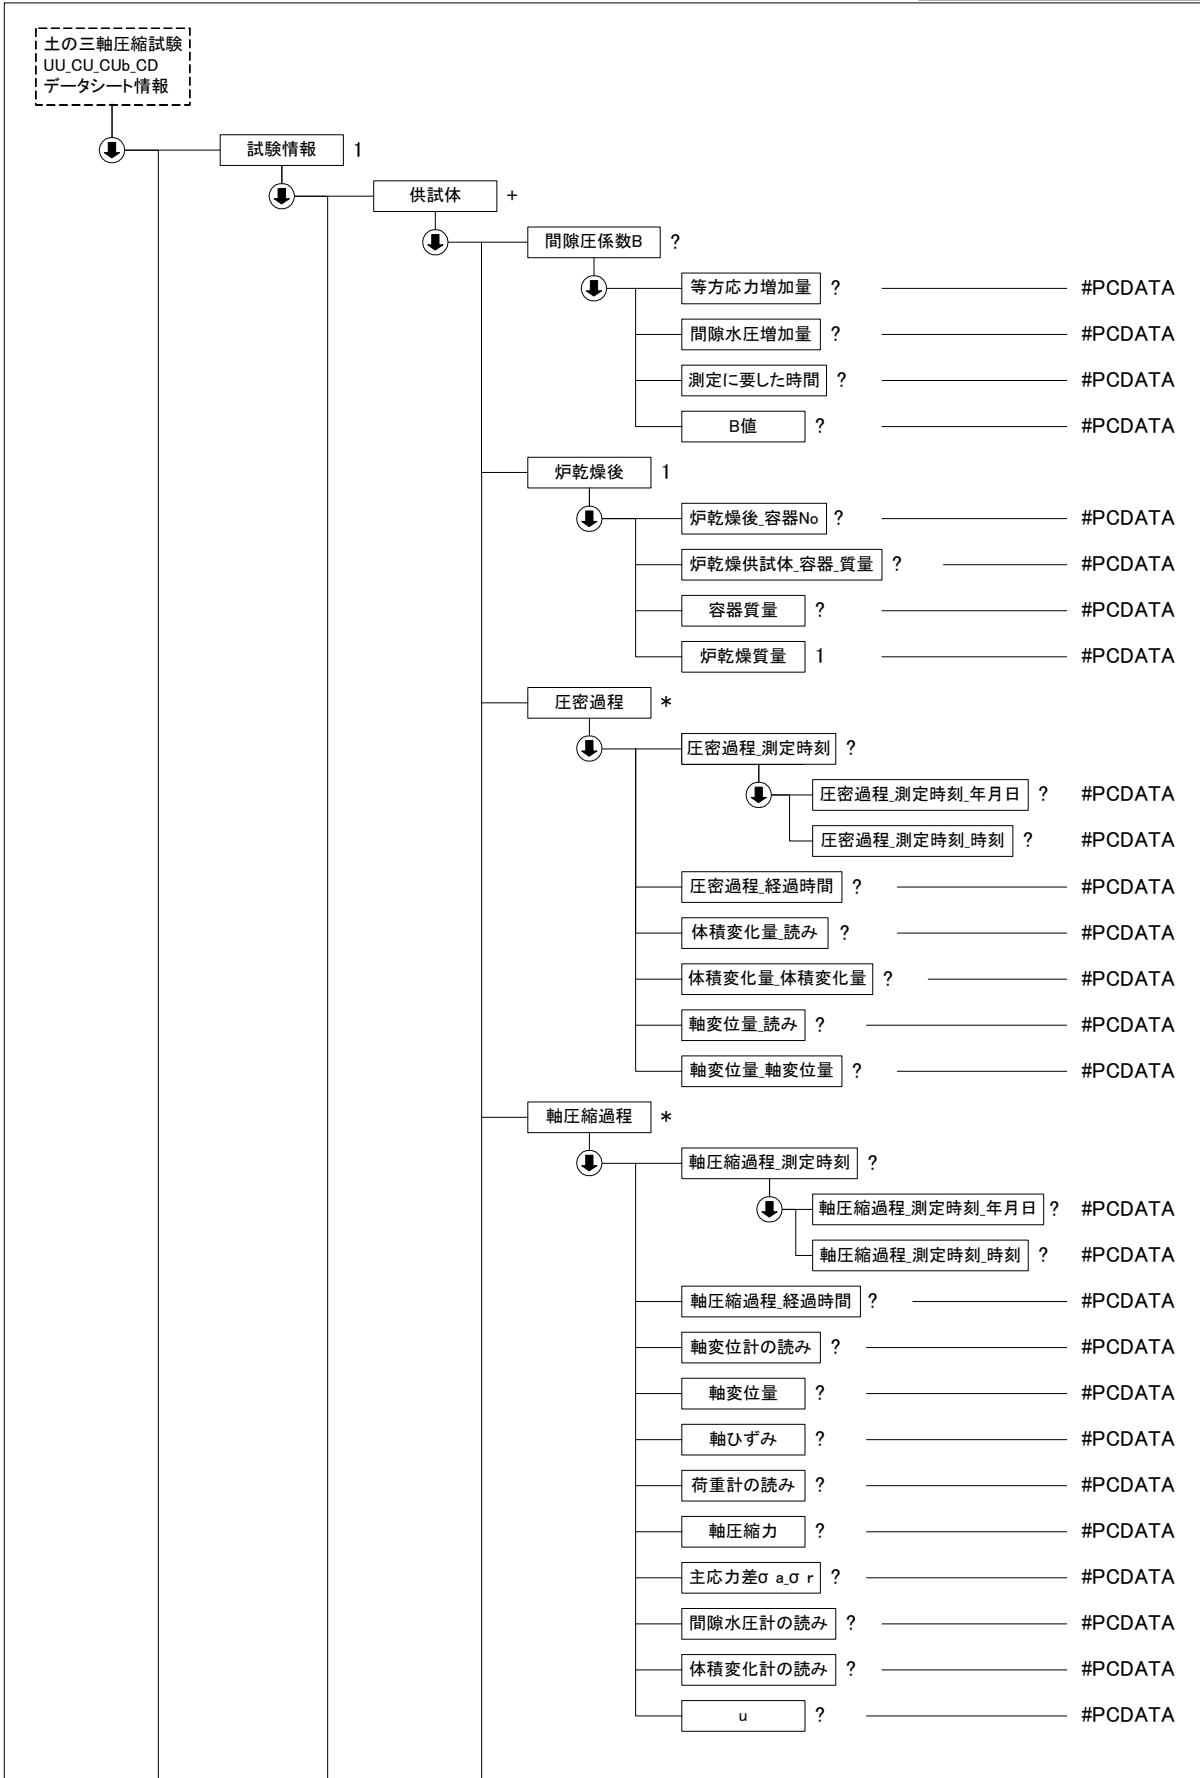 土の三軸圧縮試験
UU_CU_CUb_CD
データシート情報
試験情報 1
供試体 +
間隙圧係数B ?
等方応力増加量 ? #PCDATA
間隙水圧増加量 ? #PCDATA
測定に要した時間 ? #PCDATA
B値 ? #PCDATA
炉乾燥後 1
炉乾燥後_容器No ? #PCDATA
炉乾燥供試体_容器_質量 ? #PCDATA
容器質量 ? #PCDATA
炉乾燥質量 1 #PCDATA
圧密過程 *
圧密過程_測定時刻 ?
圧密過程_測定時刻_年月日 ? #PCDATA
圧密過程_測定時刻_時刻 ? #PCDATA
圧密過程_経過時間 ? #PCDATA
体積変化量_読み ? #PCDATA
体積変化量_体積変化量 ? #PCDATA
軸変位量_読み ? #PCDATA
軸変位量_軸変位量 ? #PCDATA
軸圧縮過程 *
軸圧縮過程_測定時刻 ?
軸圧縮過程_測定時刻_年月日 ? #PCDATA
軸圧縮過程_測定時刻_時刻 ? #PCDATA
軸圧縮過程_経過時間 ? #PCDATA
軸変位計の読み ? #PCDATA
軸変位量 ? #PCDATA
軸ひずみ ? #PCDATA
荷重計の読み ? #PCDATA
軸圧縮力 ? #PCDATA
主応力差σa_σr ? #PCDATA
間隙水圧計の読み ? #PCDATA
体積変化計の読み ? #PCDATA
u ? #PCDATA